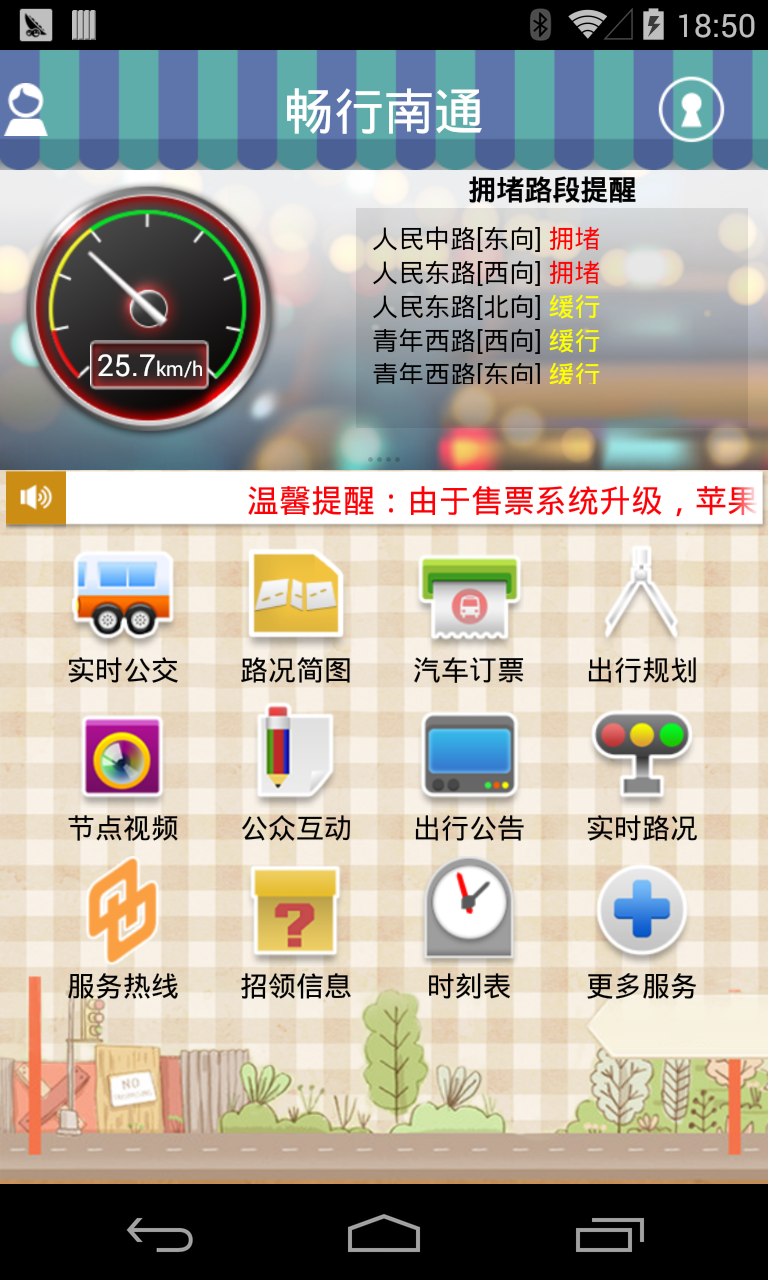 18:50
畅行南通
拥堵路段提醒
人民中路[东向] 拥堵
人民东路[西向] 拥堵
人民东路[北向] 缓行
青年西路[西向] 缓行
青年西路[东向] 缓行
25.7km/h
温馨提醒：由于售票系统升级，苹果
实时公交 路况简图 汽车订票 出行规划
节点视频 公众互动 出行公告 实时路况
服务热线 招领信息 时刻表 更多服务
NO